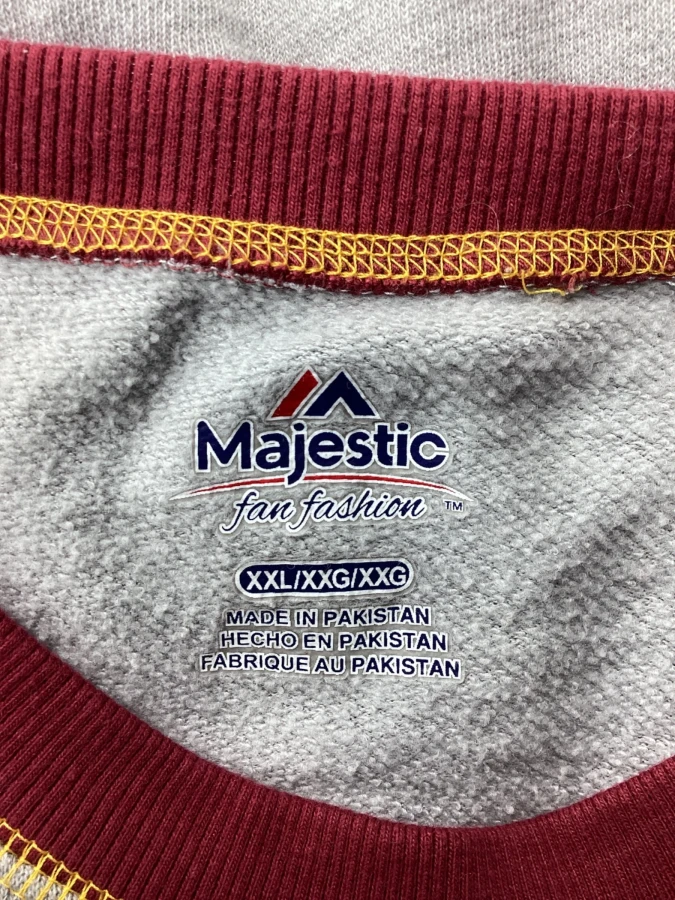 Majestic
fan fashion ™
XXL/XXG/XXG
MADE IN PAKISTAN
HECHO EN PAKISTAN
FABRIQUE AU PAKISTAN